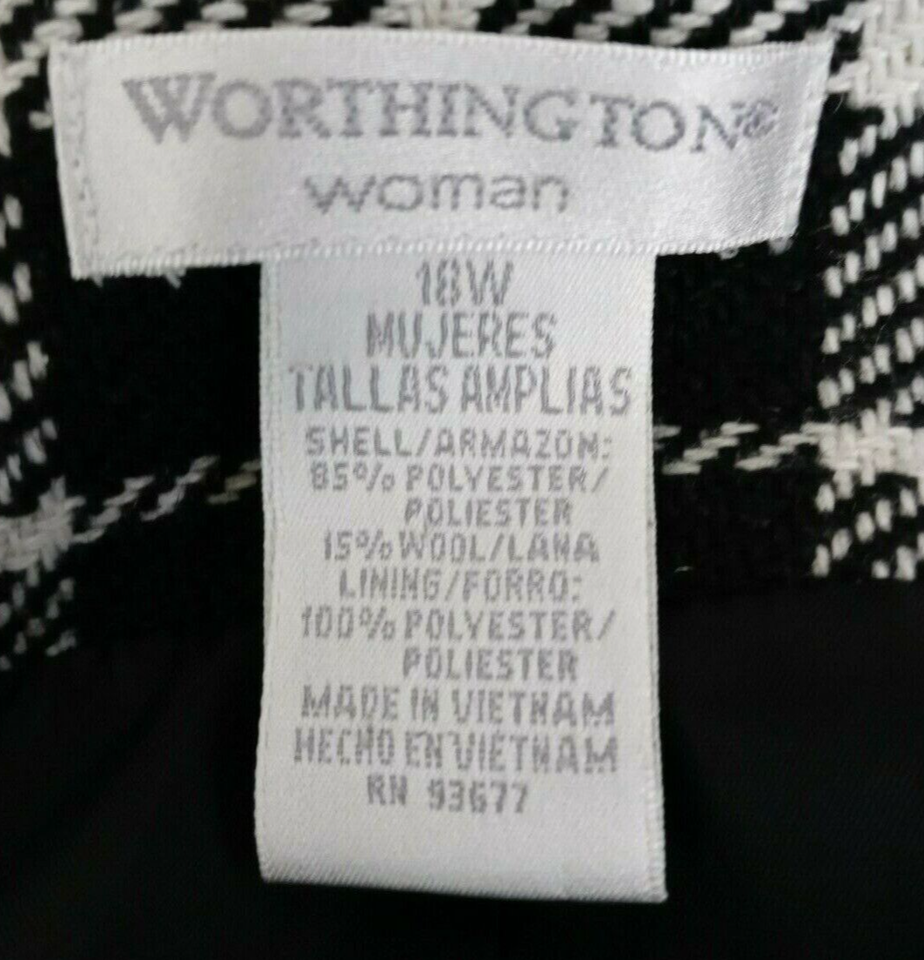 WORTHINGTON®
woman
18W
MUJERES
TALLAS AMPLIAS
SHELL/ARMAZON:
85% POLYESTER/
POLIESTER
15% WOOL/LANA
LINING/FORRO:
100% POLYESTER/
POLIESTER
MADE IN VIETNAM
HECHO EN VIETNAM
RN 93677